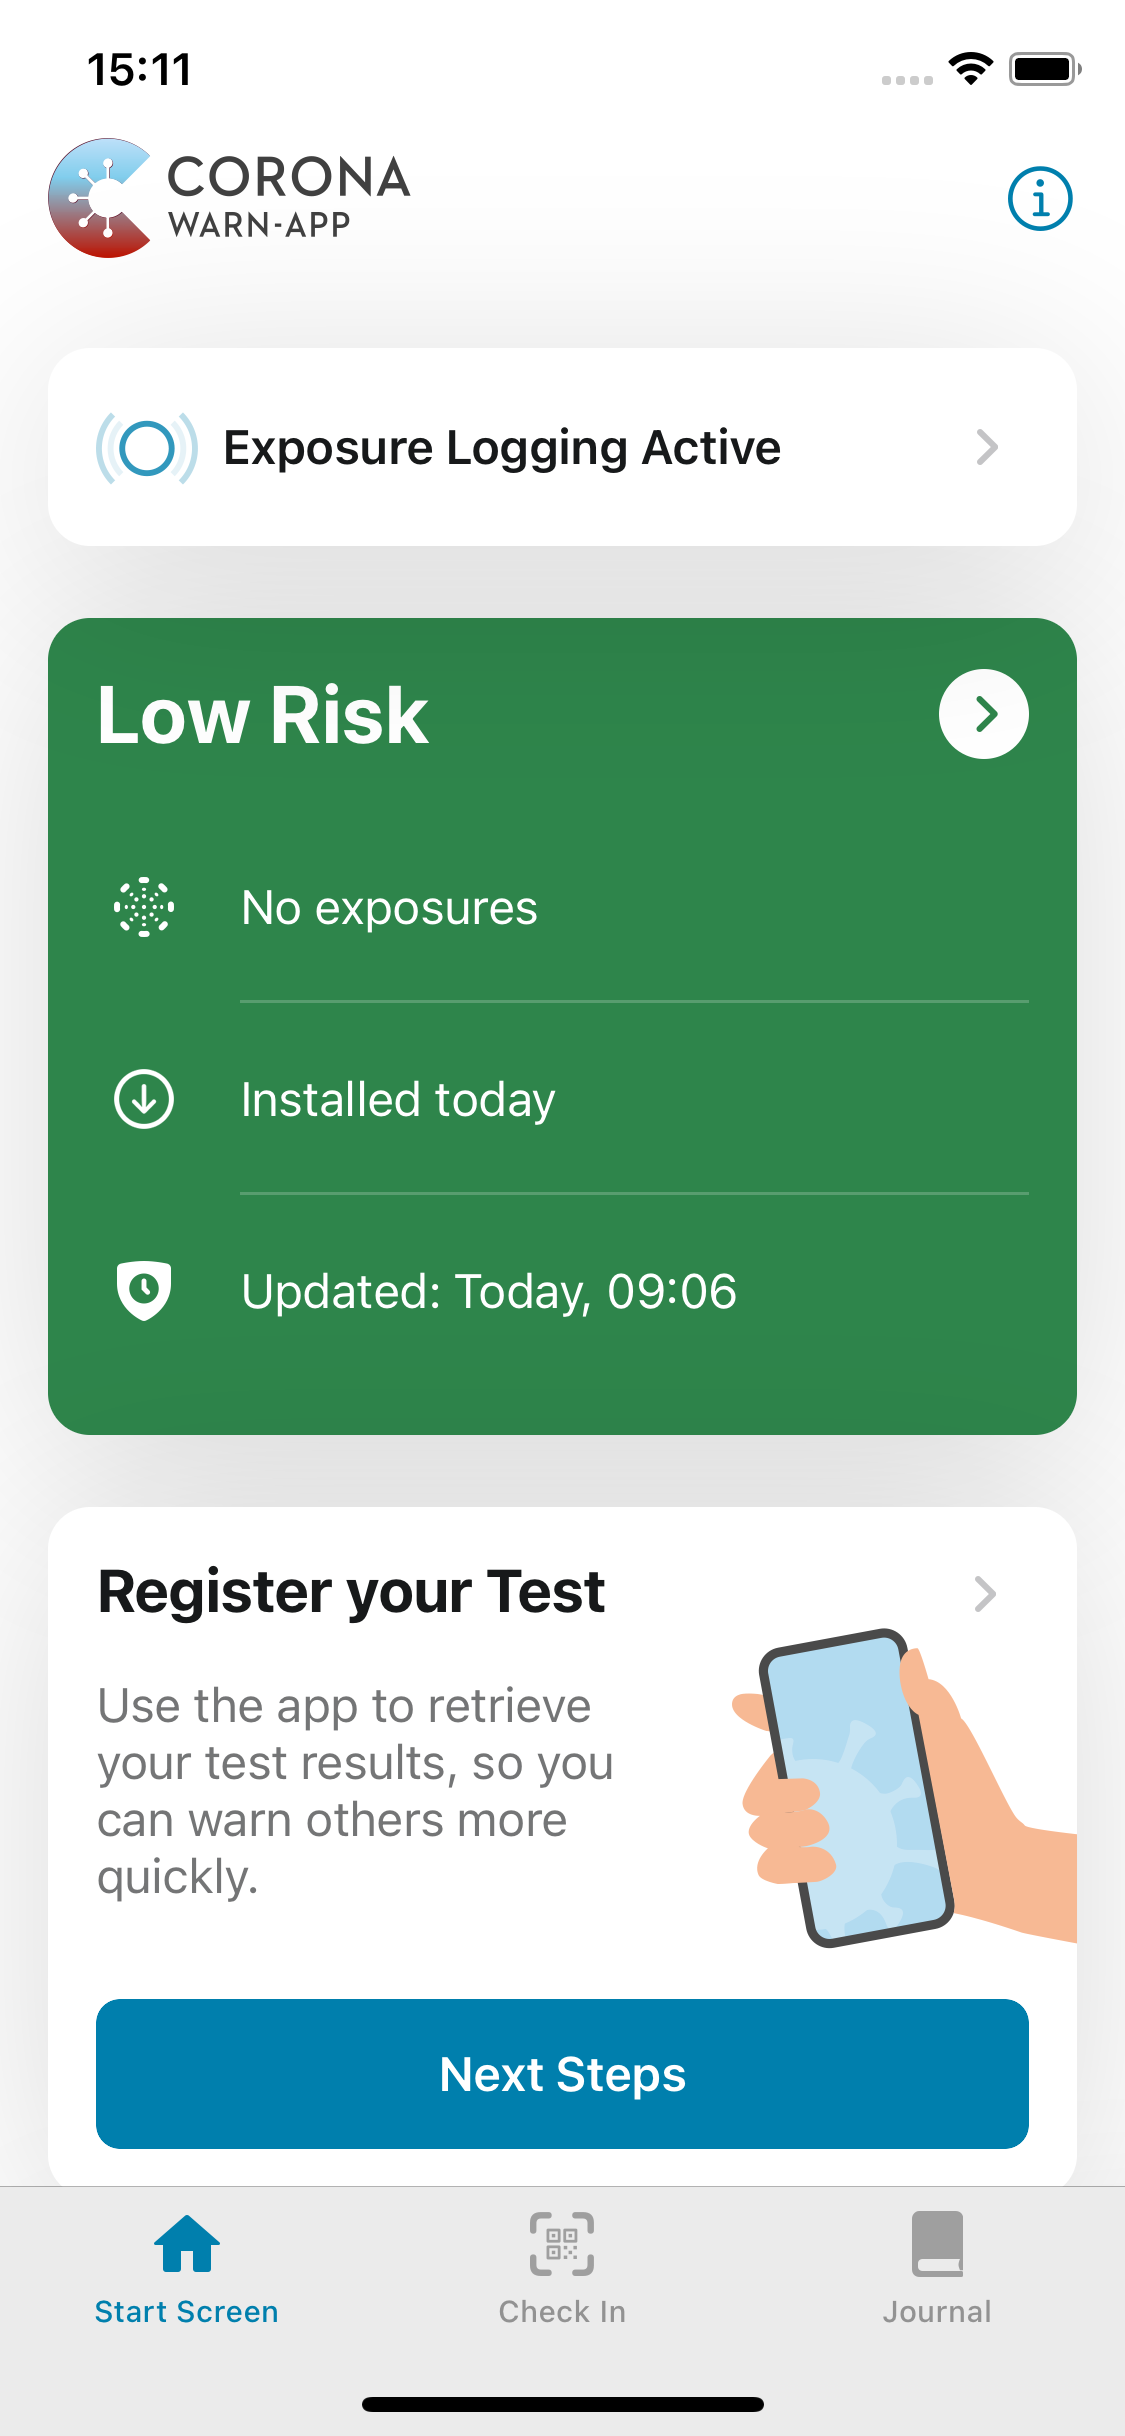 15:11
CORONA
WARN-APP
Exposure Logging Active
Low Risk
No exposures
Installed today
Updated: Today, 09:06
Register your Test
Use the app to retrieve
your test results, so you
can warn others more
quickly.
Next Steps
Start Screen
Check In
Journal